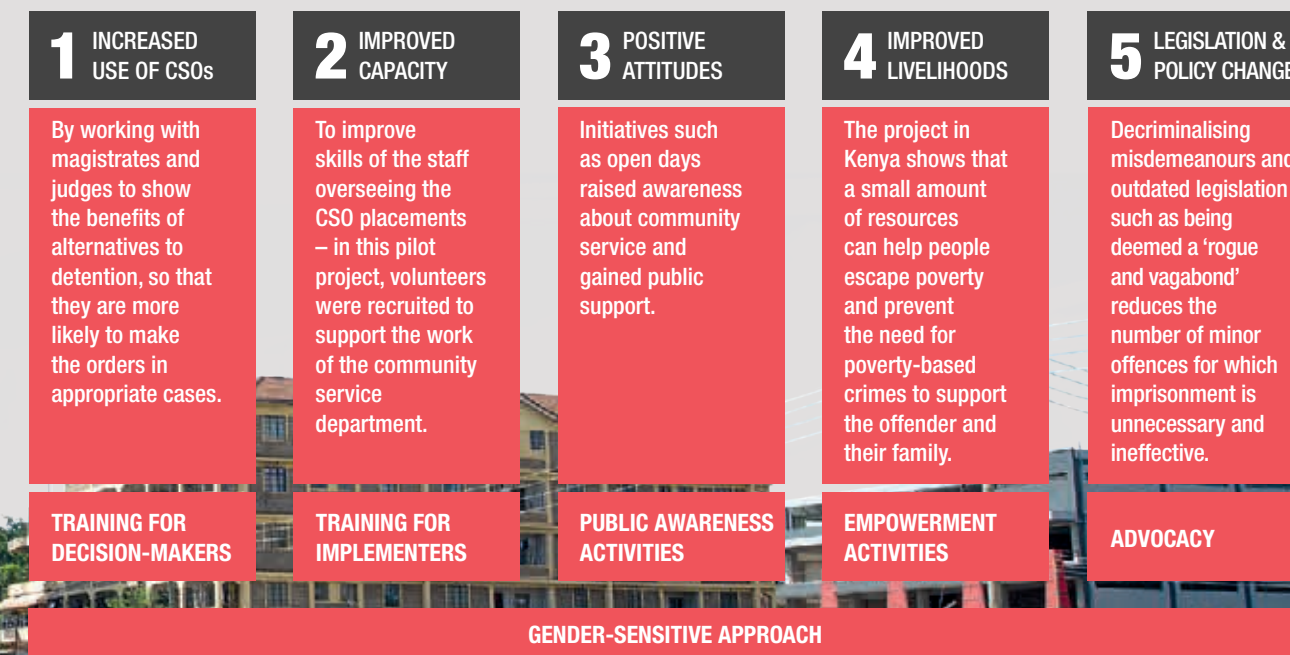 1 INCREASED
USE OF CSOs
By working with
magistrates and
judges to show
the benefits of
alternatives to
detention, so that
they are more
likely to make
the orders in
appropriate cases.
TRAINING FOR
DECISION-MAKERS
2 IMPROVED
CAPACITY
To improve
skills of the staff
overseeing the
CSO placements
– in this pilot
project, volunteers
were recruited to
support the work
of the community
service
department.
TRAINING FOR
IMPLEMENTERS
3 POSITIVE
ATTITUDES
Initiatives such
as open days
raised awareness
about community
service and
gained public
support.
PUBLIC AWARENESS
ACTIVITIES
4 IMPROVED
LIVELIHOODS
The project in
Kenya shows that
a small amount
of resources
can help people
escape poverty
and prevent
the need for
poverty-based
crimes to support
the offender and
their family.
EMPOWERMENT
ACTIVITIES
5 LEGISLATION &
POLICY CHANGE
Decriminalising
misdemeanours and
outdated legislation
such as being
deemed a ‘rogue
and vagabond’
reduces the
number of minor
offences for which
imprisonment is
unnecessary and
ineffective.
ADVOCACY
GENDER-SENSITIVE APPROACH